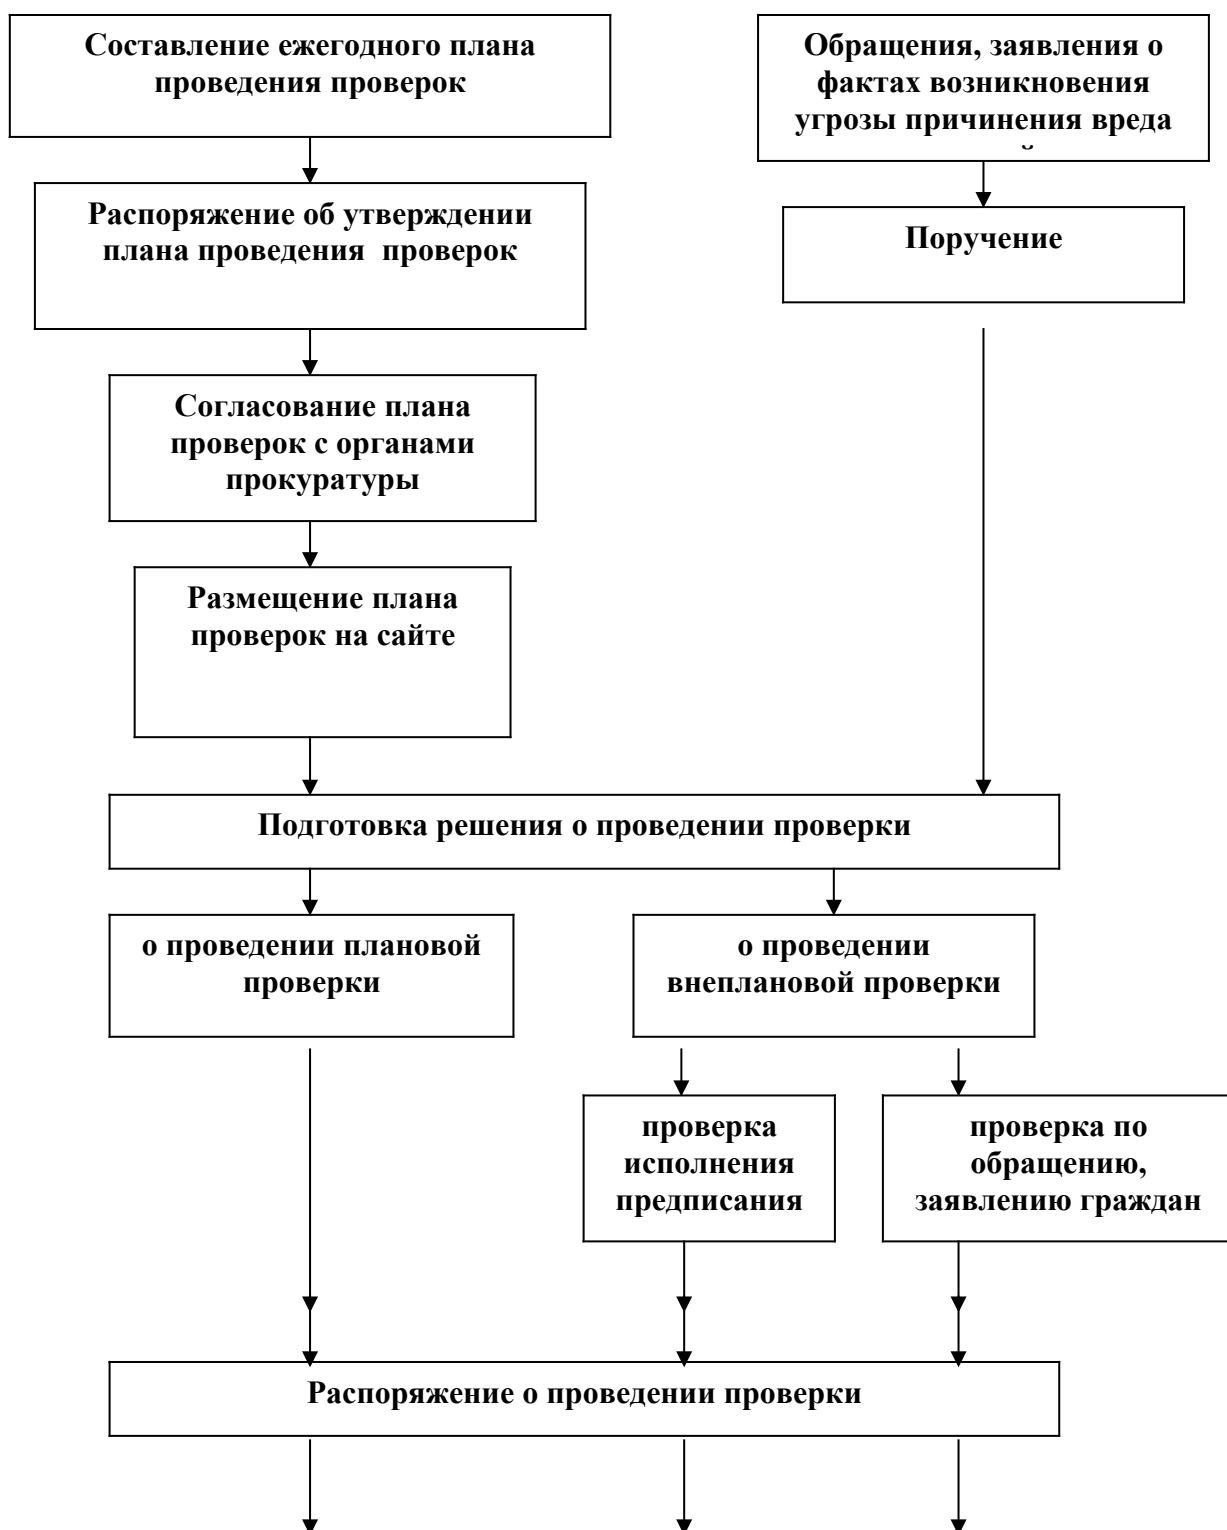 Составление ежегодного плана
проведения проверок
Обращения, заявления о
фактах возникновения
угрозы причинения вреда
Распоряжение об утверждении
плана проведения  проверок
Поручение
Согласование плана
проверок с органами
прокуратуры
Размещение плана
проверок на сайте
Подготовка решения о проведении проверки
о проведении плановой
проверки
о проведении
внеплановой проверки
проверка
исполнения
предписания
проверка по
обращению,
заявлению граждан
Распоряжение о проведении проверки